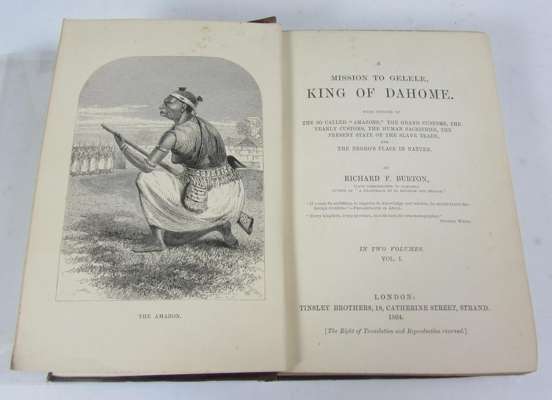 THE AMAZON.
A
MISSION TO GELELE,
KING OF DAHOME.
WITH NOTICES OF
THE SO CALLED "AMAZONS," THE GRAND CUSTOMS, THE
YEARLY CUSTOMS, THE HUMAN SACRIFICES, THE
PRESENT STATE OF THE SLAVE TRADE,
AND
THE NEGRO'S PLACE IN NATURE.
BY
RICHARD F. BURTON,
IN TWO VOLUMES.
VOL. I.
LONDON:
TINSLEY BROTHERS, 18, CATHERINE STREET, STRAND.
1864.
[The Right of Translation and Reproduction reserved.]